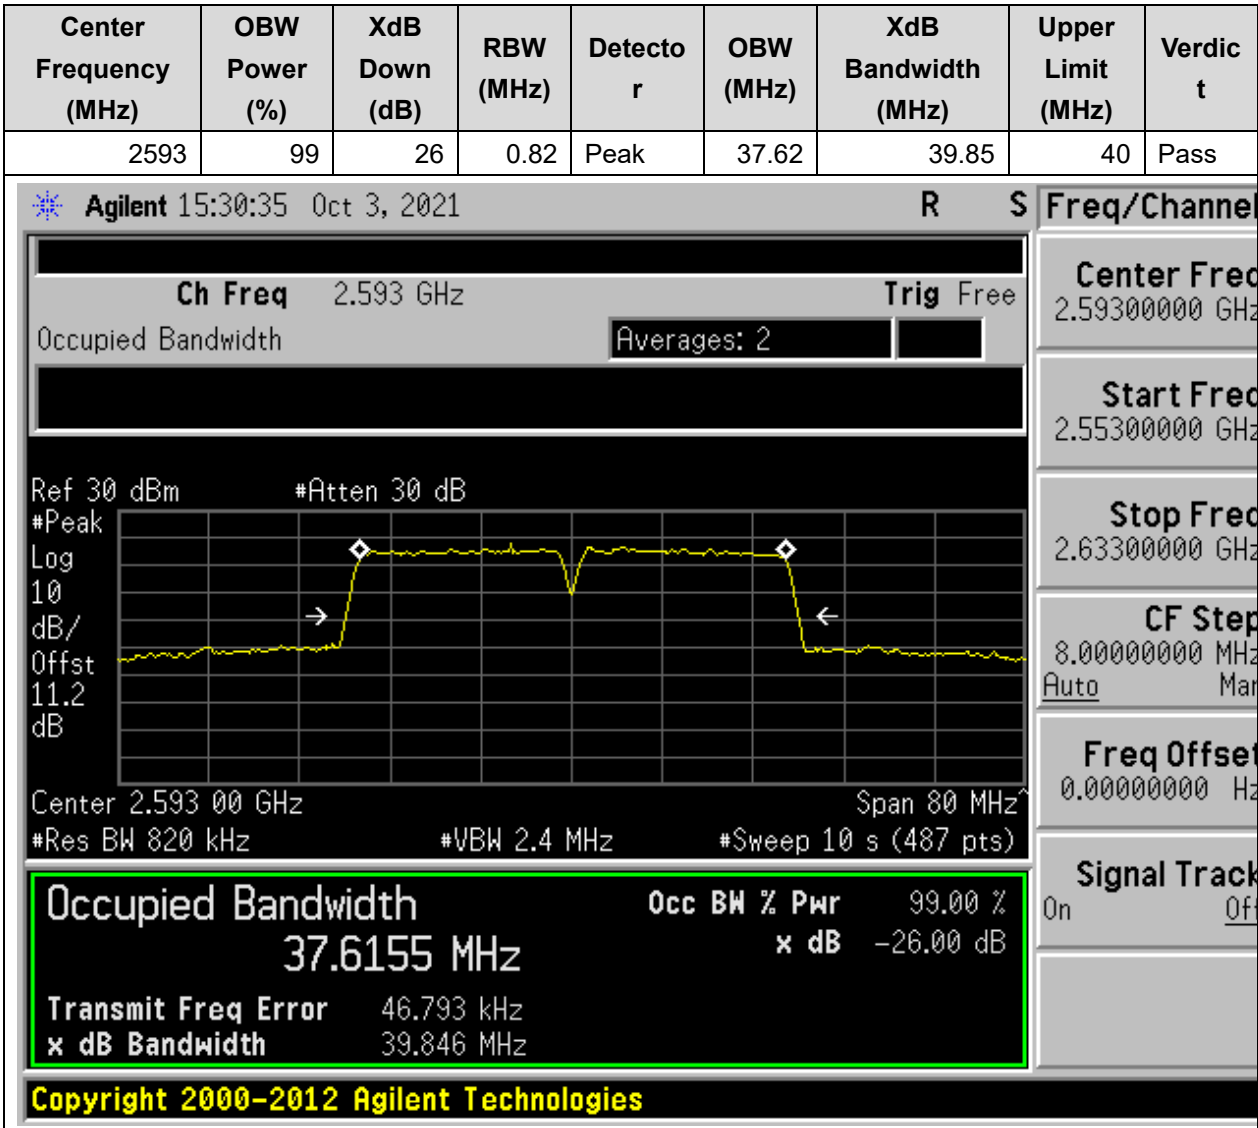 Center Frequency (MHz) OBW Power (%) XdB Down (dB) RBW (MHz) Detector OBW (MHz) XdB Bandwidth (MHz) Upper Limit (MHz) Verdict
2593 99 26 0.82 Peak 37.62 39.85 40 Pass
Agilent 15:30:35 Oct 3, 2021 R S Freq/Channel
Ch Freq 2.593 GHz Trig Free
Occupied Bandwidth Averages: 2
Center Freq
2.59300000 GHz
Start Freq
2.55300000 GHz
Stop Freq
2.63300000 GHz
CF Step
8.00000000 MHz
Auto Man
Freq Offset
0.00000000 Hz
Signal Track
On Off
Ref 30 dBm #Atten 30 dB
#Peak
Log
10
dB/
Offst
11.2
dB
Center 2.593 00 GHz Span 80 MHz^
#Res BW 820 kHz #VBW 2.4 MHz #Sweep 10 s (487 pts)
Occupied Bandwidth Occ BW % Pwr 99.00 %
37.6155 MHz x dB -26.00 dB
Transmit Freq Error 46.793 kHz
x dB Bandwidth 39.846 MHz
Copyright 2000-2012 Agilent Technologies